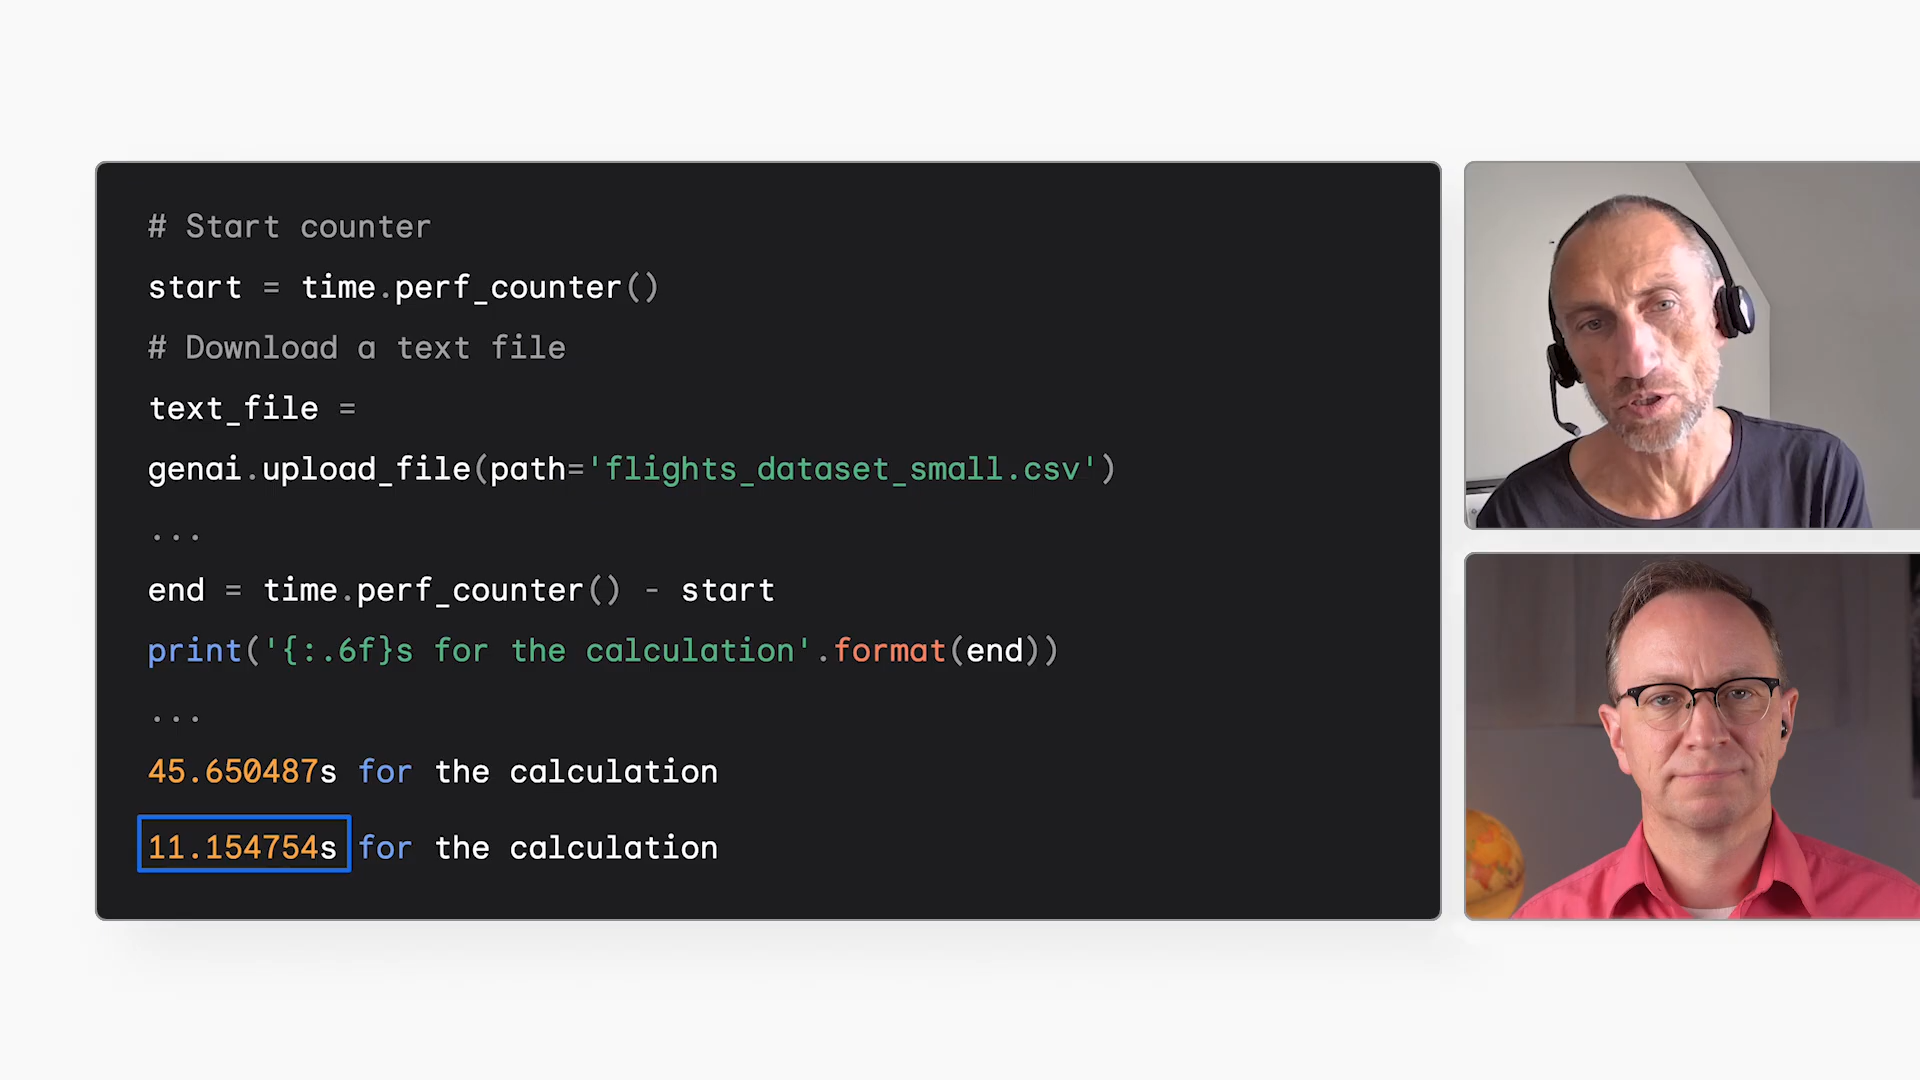 # Start counter
start = time.perf_counter()
# Download a text file
text_file =
genai.upload_file(path='flights_dataset_small.csv')
...
end = time.perf_counter() - start
print('{:.6f}s for the calculation'.format(end))
...
45.650487s for the calculation
11.154754s for the calculation